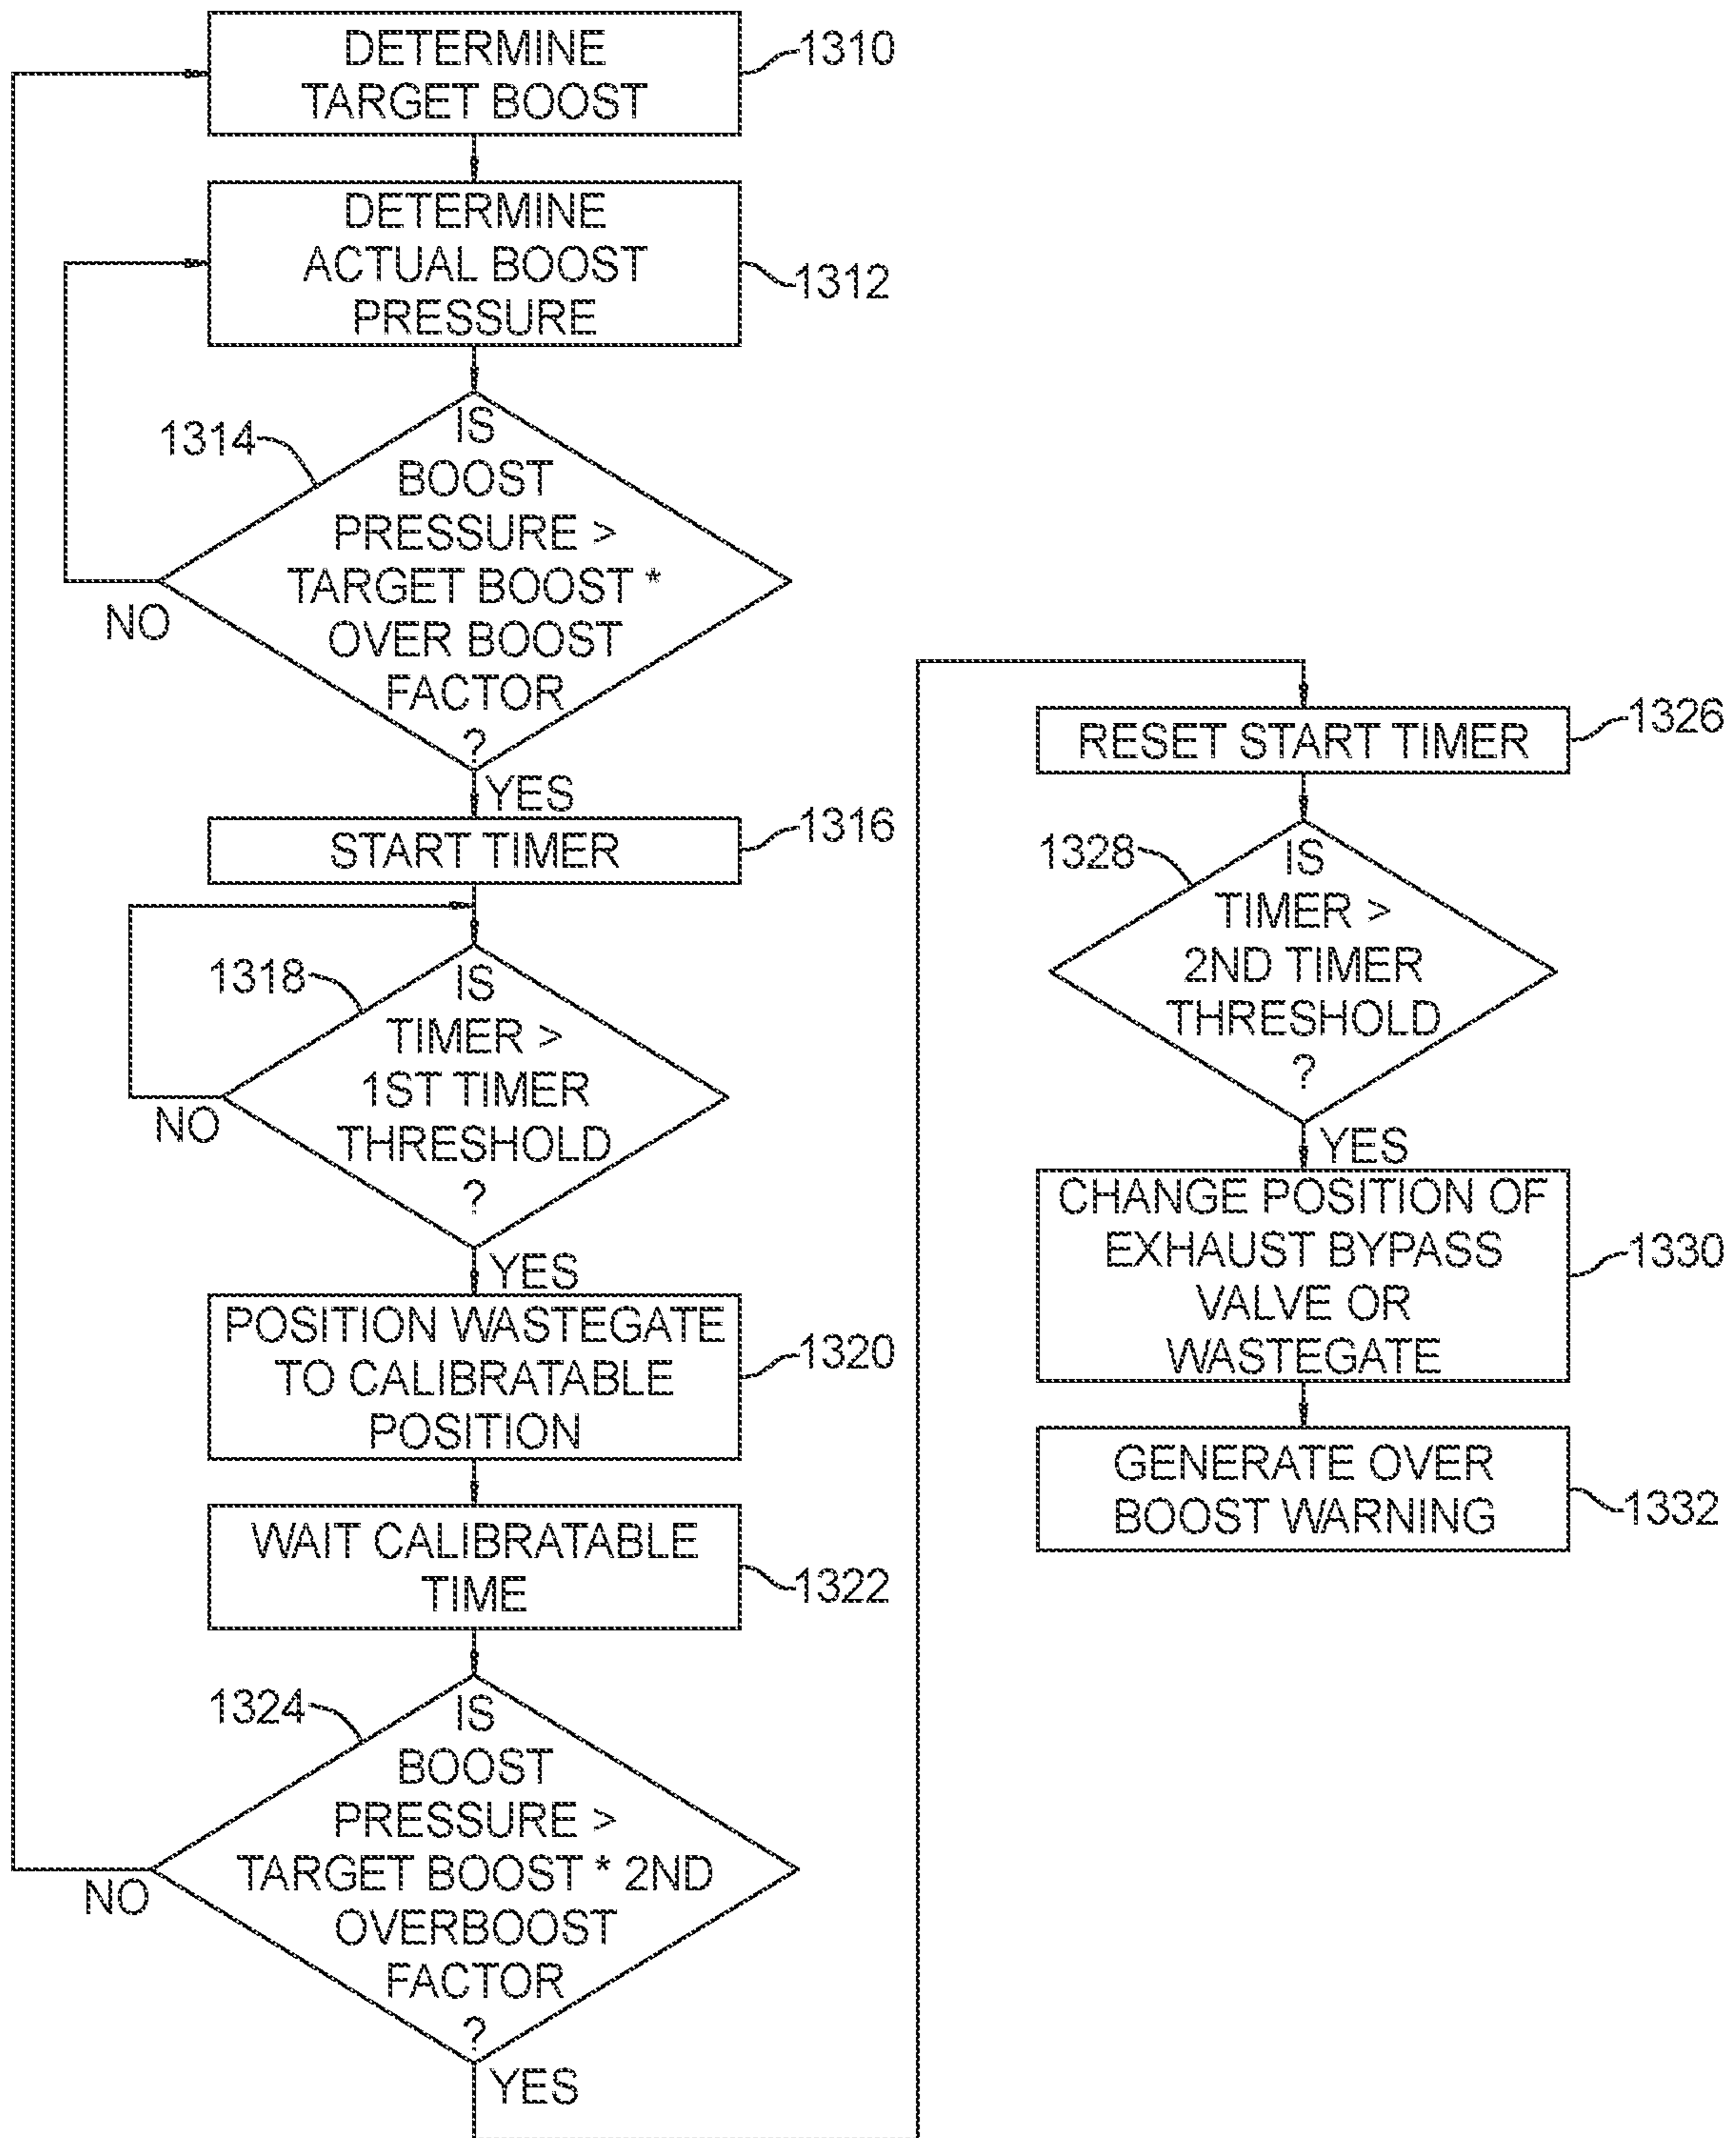 DETERMINE
TARGET BOOST
1310
DETERMINE
ACTUAL BOOST
PRESSURE
1312
1314
IS
BOOST
PRESSURE >
TARGET BOOST *
OVER BOOST
FACTOR
?
NO
YES
START TIMER
1316
1318
IS
TIMER >
1ST TIMER
THRESHOLD
?
NO
YES
POSITION WASTEGATE
TO CALIBRATABLE
POSITION
1320
WAIT CALIBRATABLE
TIME
1322
1324
IS
BOOST
PRESSURE >
TARGET BOOST * 2ND
OVERBOOST
FACTOR
?
NO
YES
RESET START TIMER
1326
1328
IS
TIMER >
2ND TIMER
THRESHOLD
?
YES
CHANGE POSITION OF
EXHAUST BYPASS
VALVE OR
WASTEGATE
1330
GENERATE OVER
BOOST WARNING
1332